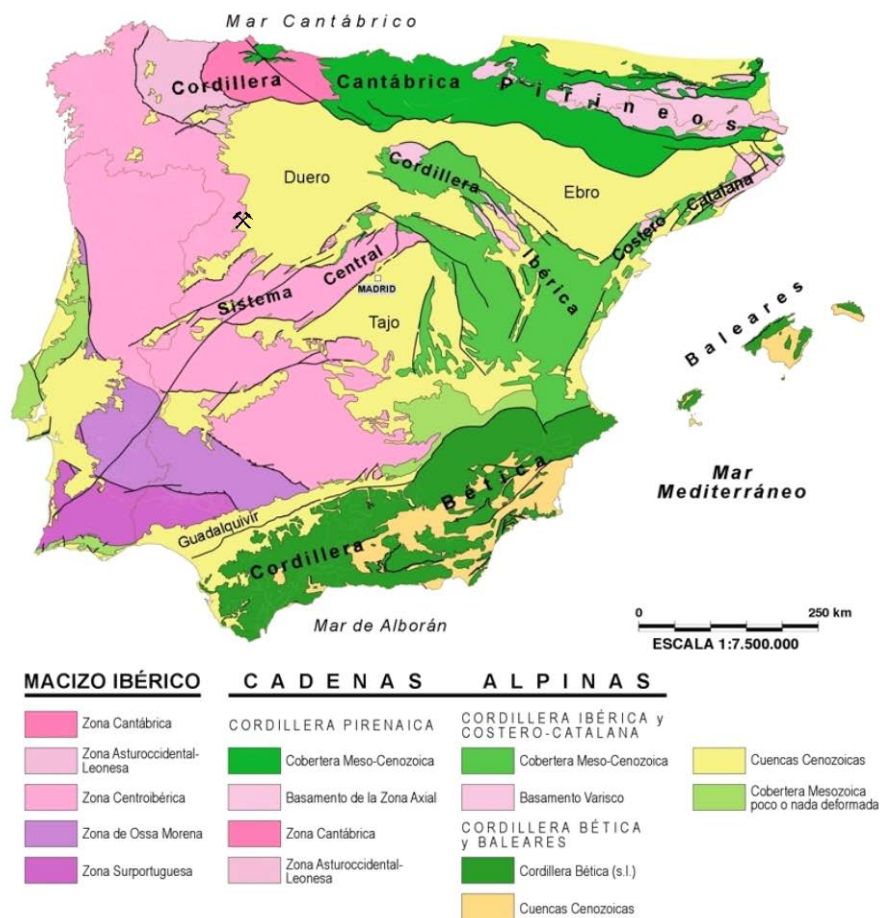 Mar Cantábrico
Cordillera
Cantábrica
Pirineos
Duero
Cordillera
Ibérica
Ebro
Costero
Catalana
Sistema
Central
MADRID
Tajo
Baleares
Mar
Mediterráneo
Guadalquivir
Cordillera
Bética
Mar de Alborán
0 250 km
ESCALA 1:7.500.000
MACIZO IBÉRICO
Zona Cantábrica
Zona Asturoccidental-
Leonesa
Zona Centroibérica
Zona de Ossa Morena
Zona Surportuguesa
CADENAS ALPINAS
CORDILLERA PIRENAICA
Cobertera Meso-Cenozoica
Basamento de la Zona Axial
Zona Cantábrica
Zona Asturoccidental-
Leonesa
CORDILLERA IBÉRICA y
COSTERO-CATALANA
Cobertera Meso-Cenozoica
Basamento Varisco
CORDILLERA BÉTICA
y BALEARES
Cordillera Bética (s.l.)
Cuencas Cenozoicas
Cuencas Cenozoicas
Cobertera Mesozoica
poco o nada deformada